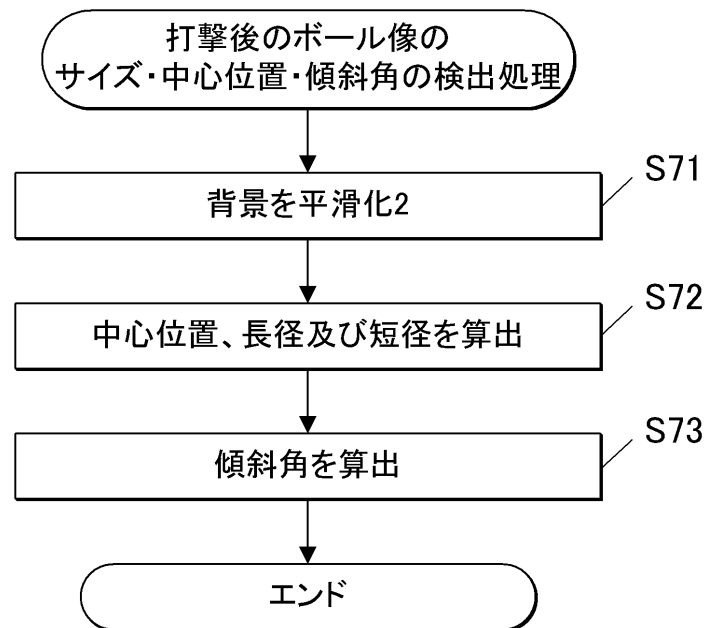 打撃後のボール像の
サイズ・中心位置・傾斜角の検出処理
S71
背景を平滑化2
S72
中心位置、長径及び短径を算出
S73
傾斜角を算出
エンド